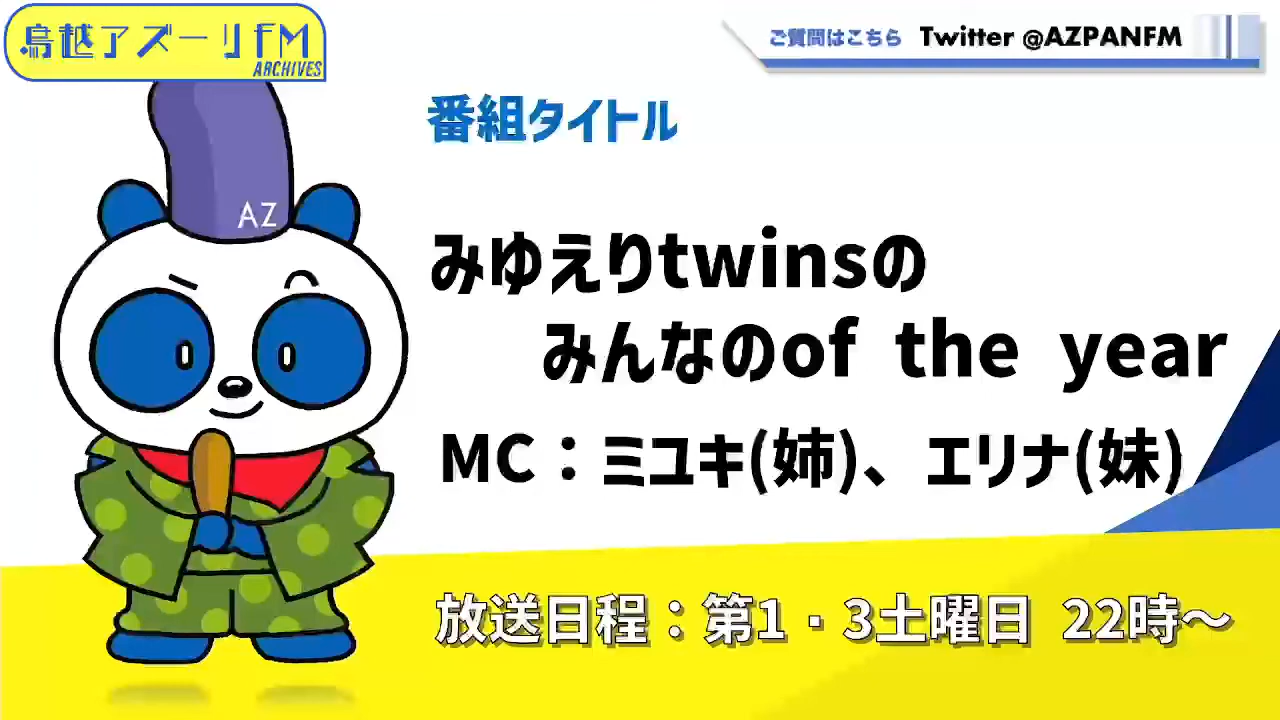 鳥越アズーリFM
ARCHIVES
ご質問はこちら Twitter @AZPANFM
番組タイトル
AZ
みゆえりtwinsの
みんなのof the year
MC：ミユキ(姉)、エリナ(妹)
放送日程：第1・3土曜日 22時～